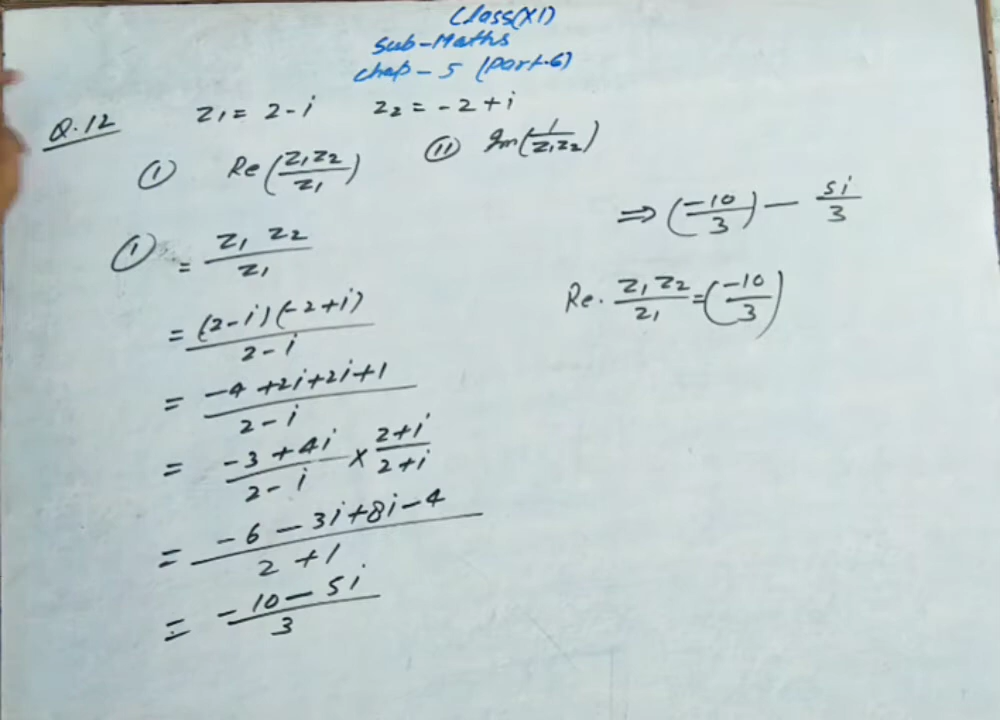 Class(XI)
Sub-Maths
Chap - 5 (Part-6)
Q.12 z₁ = 2-i z₂ = -2+i
(i) Re(z₁z₂/z₁) (ii) Im(1/z₁z₂)
(i) = z₁ z₂/z₁
= (2-i)(-2+i)/2-i
= -4+2i+2i+1/2-i
= -3+4i/2-i × 2+i/2+i
= -6-3i+8i-4/2+1
= -10-5i/3
⇒ (-10/3) - 5i/3
Re. z₁z₂/z₁ = (-10/3)